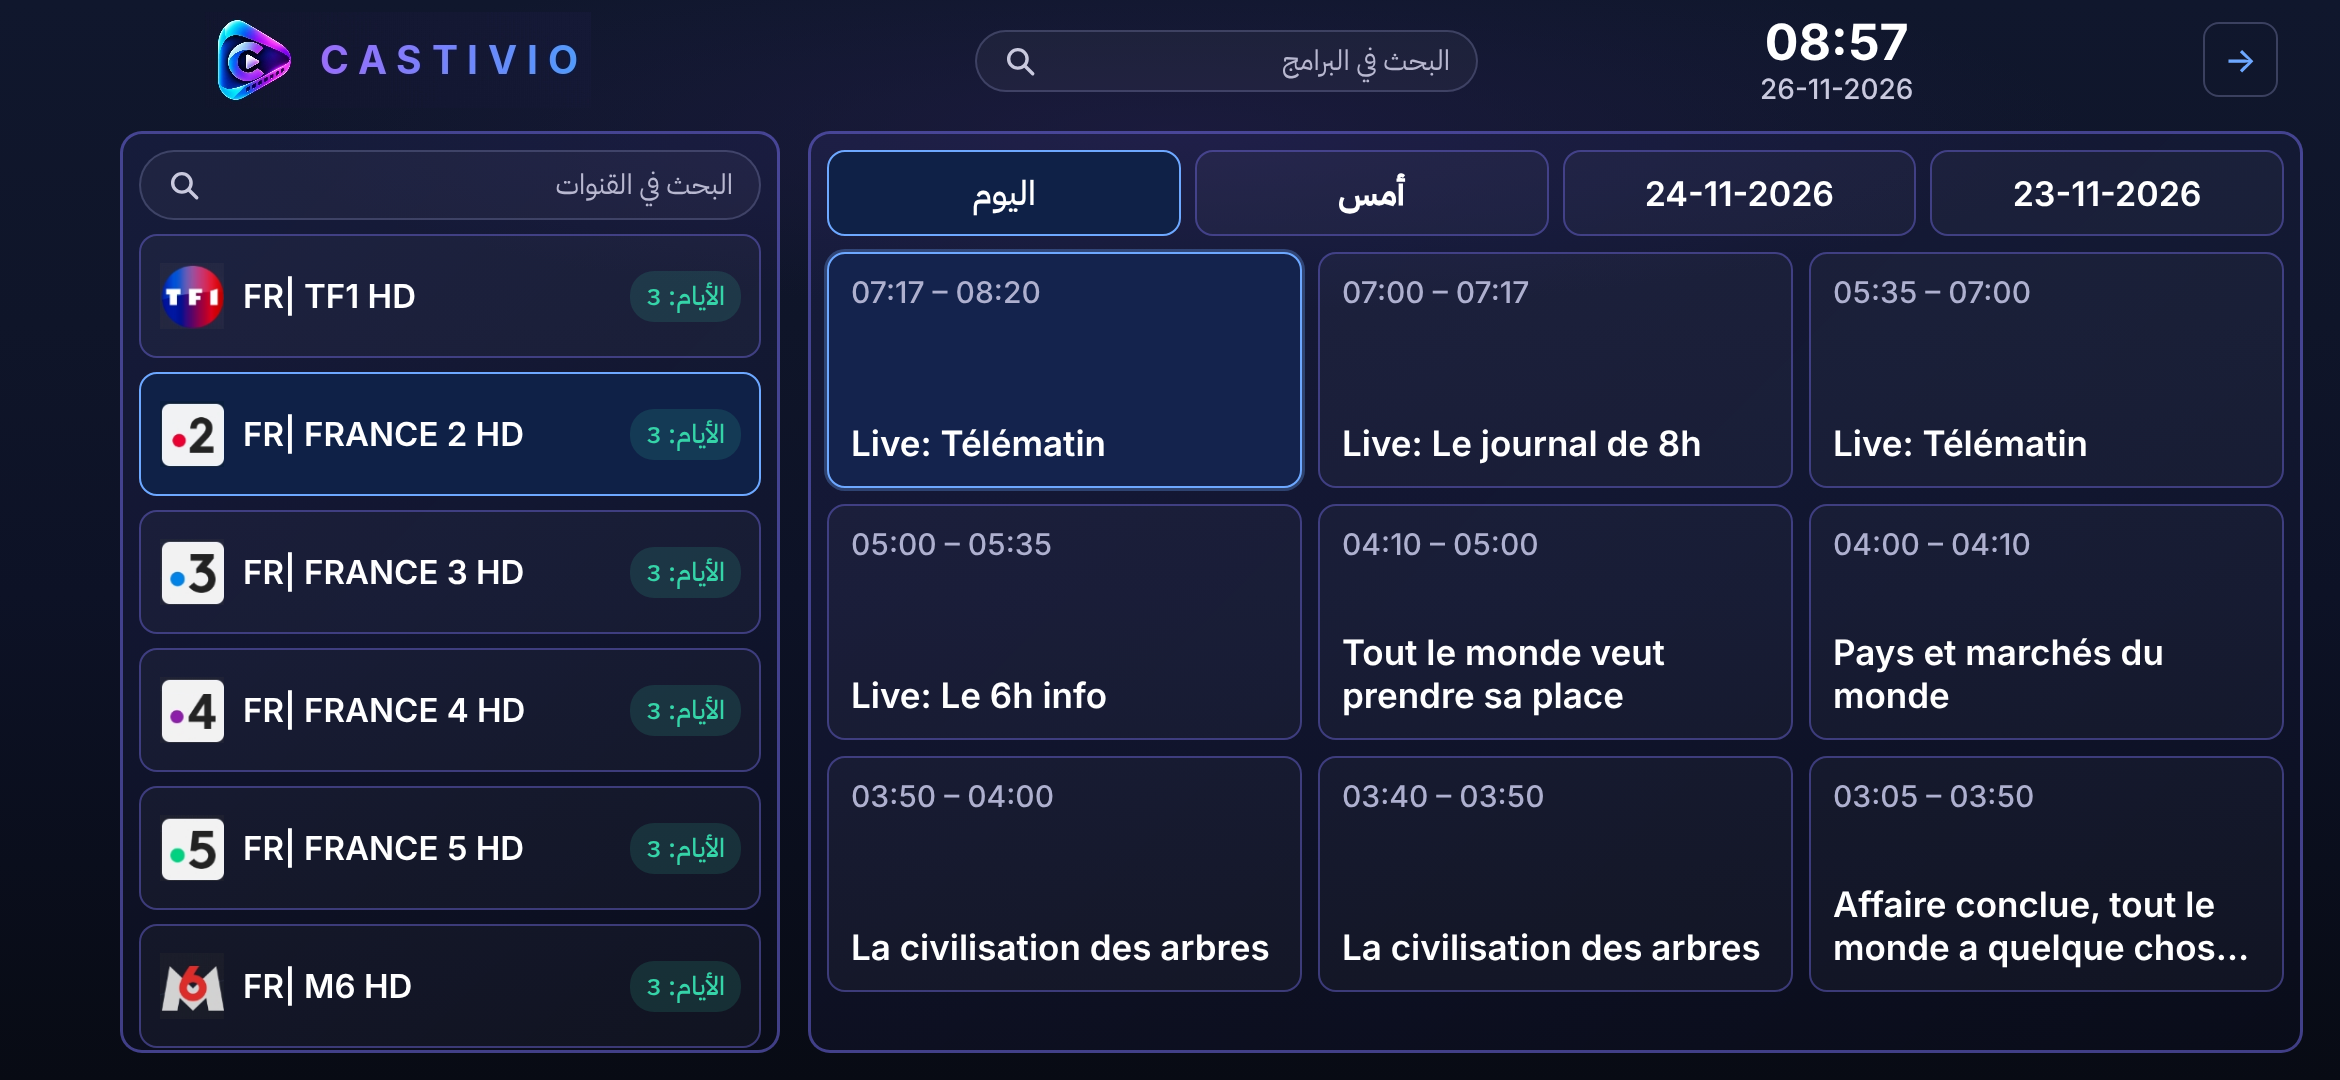 CASTIVIO
البحث في البرامج
08:57
26-11-2026
البحث في القنوات
TF1
FR| TF1 HD
الأيام: 3
2
FR| FRANCE 2 HD
الأيام: 3
3
FR| FRANCE 3 HD
الأيام: 3
4
FR| FRANCE 4 HD
الأيام: 3
5
FR| FRANCE 5 HD
الأيام: 3
M6
FR| M6 HD
الأيام: 3
اليوم
أمس
24-11-2026
23-11-2026
07:17 – 08:20
Live: Télématin
07:00 – 07:17
Live: Le journal de 8h
05:35 – 07:00
Live: Télématin
05:00 – 05:35
Live: Le 6h info
04:10 – 05:00
Tout le monde veut
prendre sa place
04:00 – 04:10
Pays et marchés du
monde
03:50 – 04:00
La civilisation des arbres
03:40 – 03:50
La civilisation des arbres
03:05 – 03:50
Affaire conclue, tout le
monde a quelque chos...